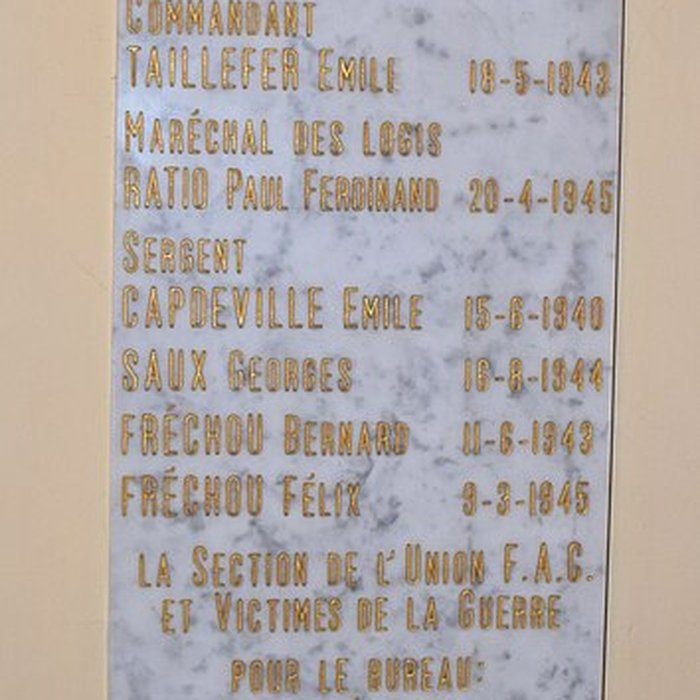 COMMANDANT
TAILLEFER EMILE 18-5-1943
MARÉCHAL DES LOGIS
RATIO PAUL FERDINAND 20-4-1945
SERGENT
CAPDEVILLE EMILE 15-6-1940
SAUX GEORGES 16-8-1944
FRÉCHOU BERNARD 11-6-1943
FRÉCHOU FÉLIX 9-3-1945
LA SECTION DE L'UNION F.A.C.
ET VICTIMES DE LA GUERRE
POUR LE BUREAU: